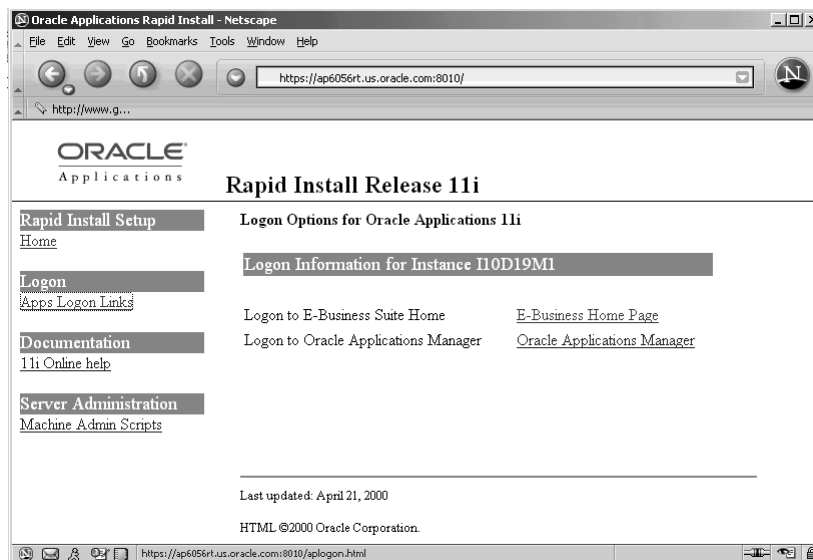 Oracle Applications Rapid Install - Netscape
File Edit View Go Bookmarks Tools Window Help
https://ap6056rt.us.oracle.com:8010/
N
http://www.g...
ORACLE
Applications
Rapid Install Release 11i
Rapid Install Setup
Home
Logon
Apps Logon Links
Documentation
11i Online help
Server Administration
Machine Admin Scripts
Logon Options for Oracle Applications 11i
Logon Information for Instance I10D19M1
Logon to E-Business Suite Home E-Business Home Page
Logon to Oracle Applications Manager Oracle Applications Manager
Last updated: April 21, 2000
HTML ©2000 Oracle Corporation.
https://ap6056rt.us.oracle.com:8010/aplogon.html